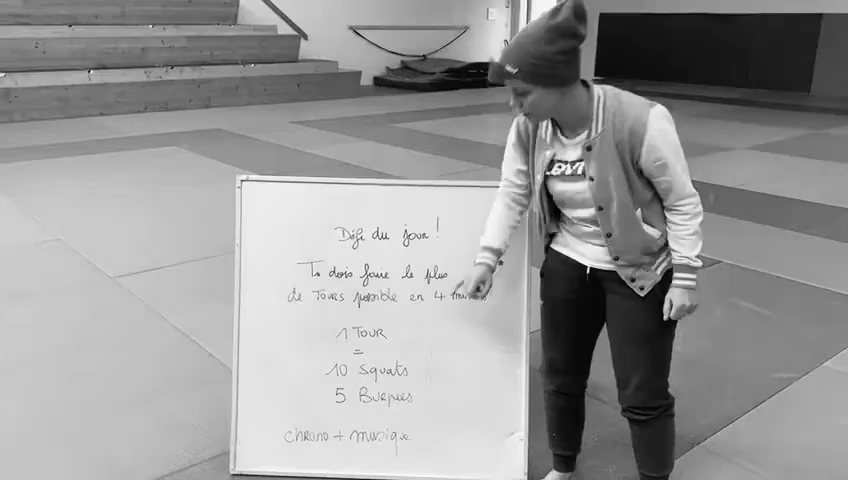 Défi du jour !
Tu dois faire le plus
de Tours possible en 4
1 TOUR
=
10 Squats
5 Burpees
chrono + musique
LEVI